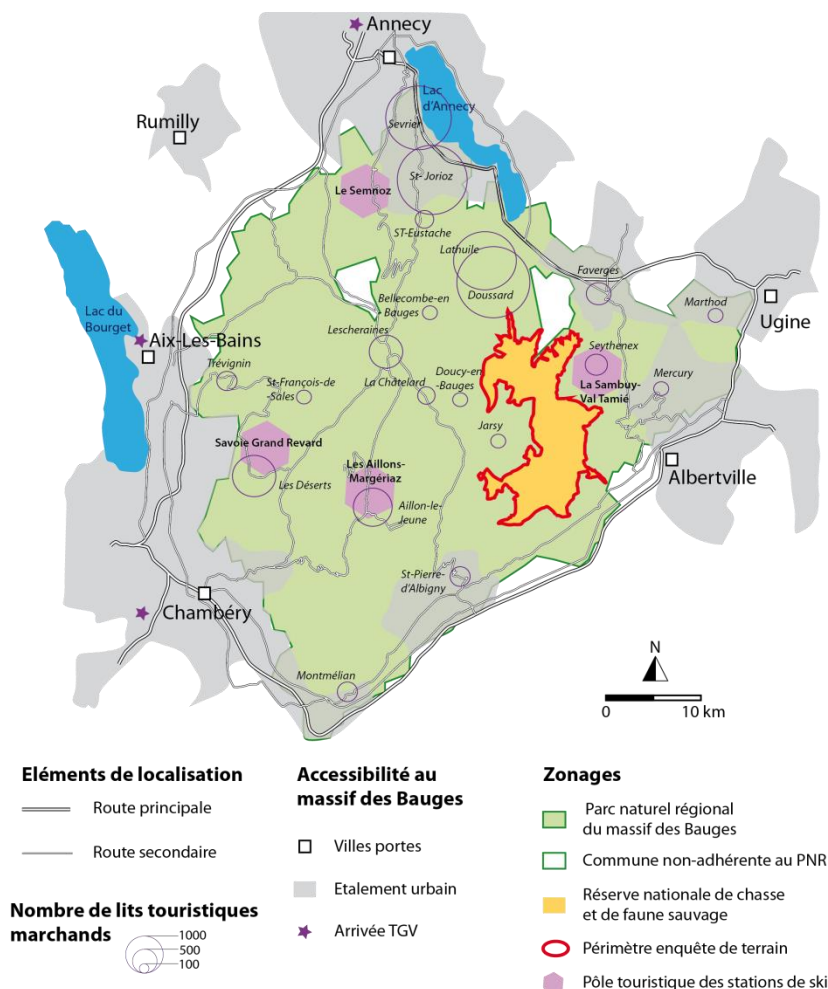 Annecy
Lac
d'Annecy
Rumilly
Sevrier
St-Jorioz
Le Semnoz
ST-Eustache
Lathuile
Faverges
Doussard
Marthod
Bellecombe-en
Bauges
Ugine
Lac du
Bourget
Aix-Les-Bains
Lescheraines
Seythenex
Trévignin
St-François-de
-Sales
La Châtelard
Doucy-en
-Bauges
La Sambuy-
Val Tamié
Mercury
Jarsy
Savoie Grand Revard
Les Aillons-
Margériaz
Albertville
Les Déserts
Aillon-le-
Jeune
St-Pierre-
d'Albigny
Chambéry
Montmélian
N
0 10 km
Eléments de localisation
Route principale
Route secondaire
Nombre de lits touristiques
marchands
1000
500
100
Accessibilité au
massif des Bauges
Villes portes
Etalement urbain
Arrivée TGV
Zonages
Parc naturel régional
du massif des Bauges
Commune non-adhérente au PNR
Réserve nationale de chasse
et de faune sauvage
Périmètre enquête de terrain
Pôle touristique des stations de ski